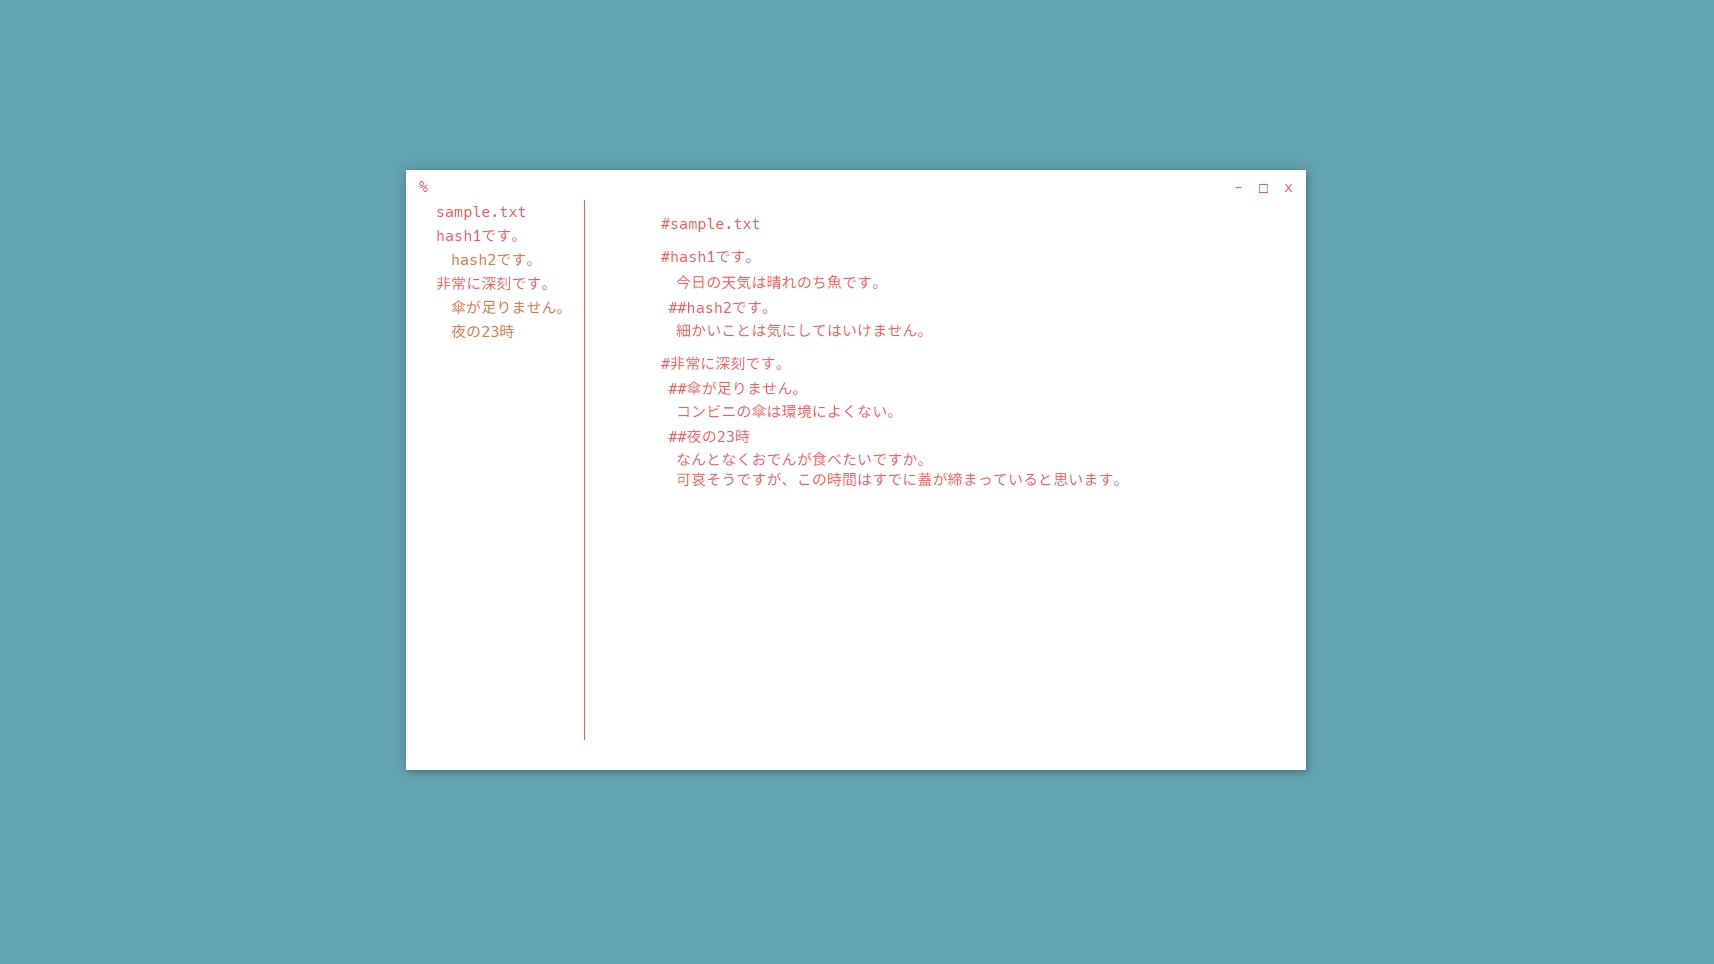 %
– □ x
sample.txt
hash1です。
hash2です。
非常に深刻です。
傘が足りません。
夜の23時
#sample.txt
#hash1です。
今日の天気は晴れのち魚です。
##hash2です。
細かいことは気にしてはいけません。
#非常に深刻です。
##傘が足りません。
コンビニの傘は環境によくない。
##夜の23時
なんとなくおでんが食べたいですか。
可哀そうですが、この時間はすでに蓋が締まっていると思います。